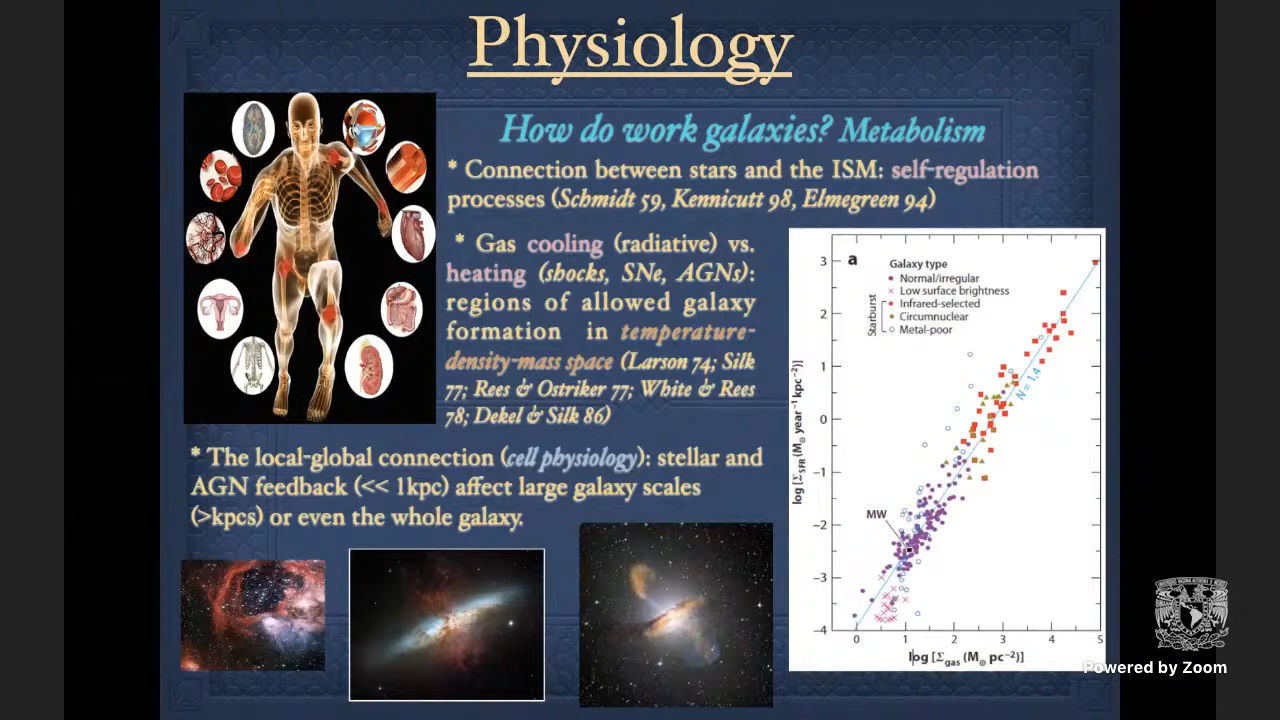 Physiology
How do work galaxies? Metabolism
* Connection between stars and the ISM: self-regulation
processes (Schmidt 59, Kennicutt 98, Elmegreen 94)
* Gas cooling (radiative) vs.
heating (shocks, SNe, AGNs):
regions of allowed galaxy
formation in temperature-
density-mass space (Larson 74; Silk
77; Rees & Ostriker 77; White & Rees
78; Dekel & Silk 86)
* The local-global connection (cell physiology): stellar and
AGN feedback (<< 1kpc) affect large galaxy scales
(>kpcs) or even the whole galaxy.
a
Galaxy type
Normal/irregular
Low surface brightness
Infrared-selected
Circumnuclear
Metal-poor
Starburst
N = 1.4
MW
log [Σ_SFR (M⊙ year⁻¹ kpc⁻²)]
3
2
1
0
−1
−2
−3
−4
0 1 2 3 4 5
log [Σ_gas (M⊙ pc⁻²)]
Powered by Zoom